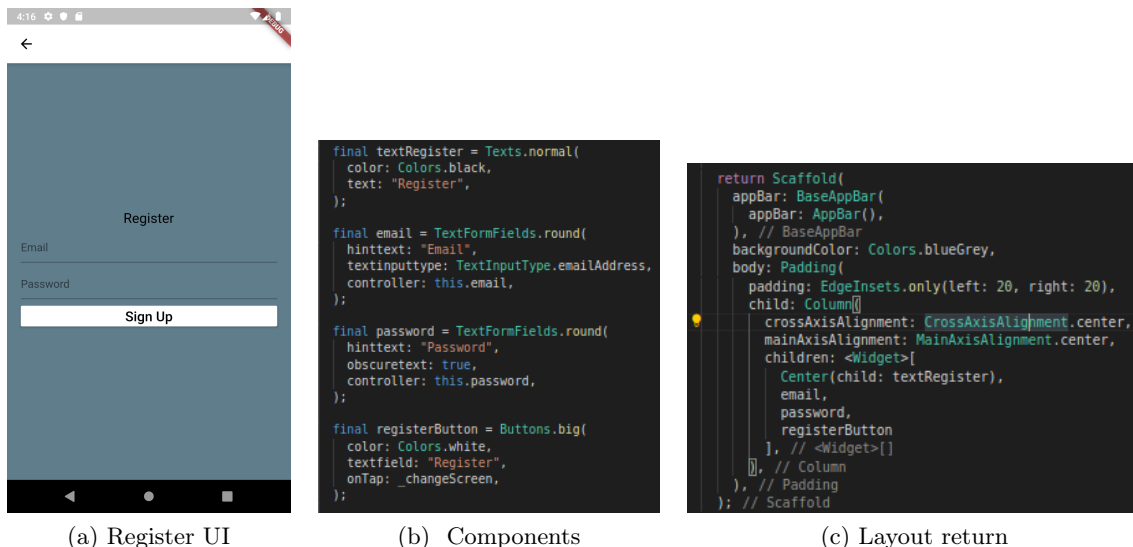 4:16
DEBUG
Register
Email
Password
Sign Up
(a) Register UI
final textRegister = Texts.normal(
color: Colors.black,
text: "Register",
);
final email = TextFormFields.round(
hinttext: "Email",
textinputtype: TextInputType.emailAddress,
controller: this.email,
);
final password = TextFormFields.round(
hinttext: "Password",
obscuretext: true,
controller: this.password,
);
final registerButton = Buttons.big(
color: Colors.white,
textfield: "Register",
onTap: _changeScreen,
);
(b) Components
return Scaffold(
appBar: BaseAppBar(
appBar: AppBar(),
), // BaseAppBar
backgroundColor: Colors.blueGrey,
body: Padding(
padding: EdgeInsets.only(left: 20, right: 20),
child: Column(
crossAxisAlignment: CrossAxisAlignment.center,
mainAxisAlignment: MainAxisAlignment.center,
children: <Widget>[
Center(child: textRegister),
email,
password,
registerButton
], // <Widget>[]
), // Column
), // Padding
); // Scaffold
(c) Layout return